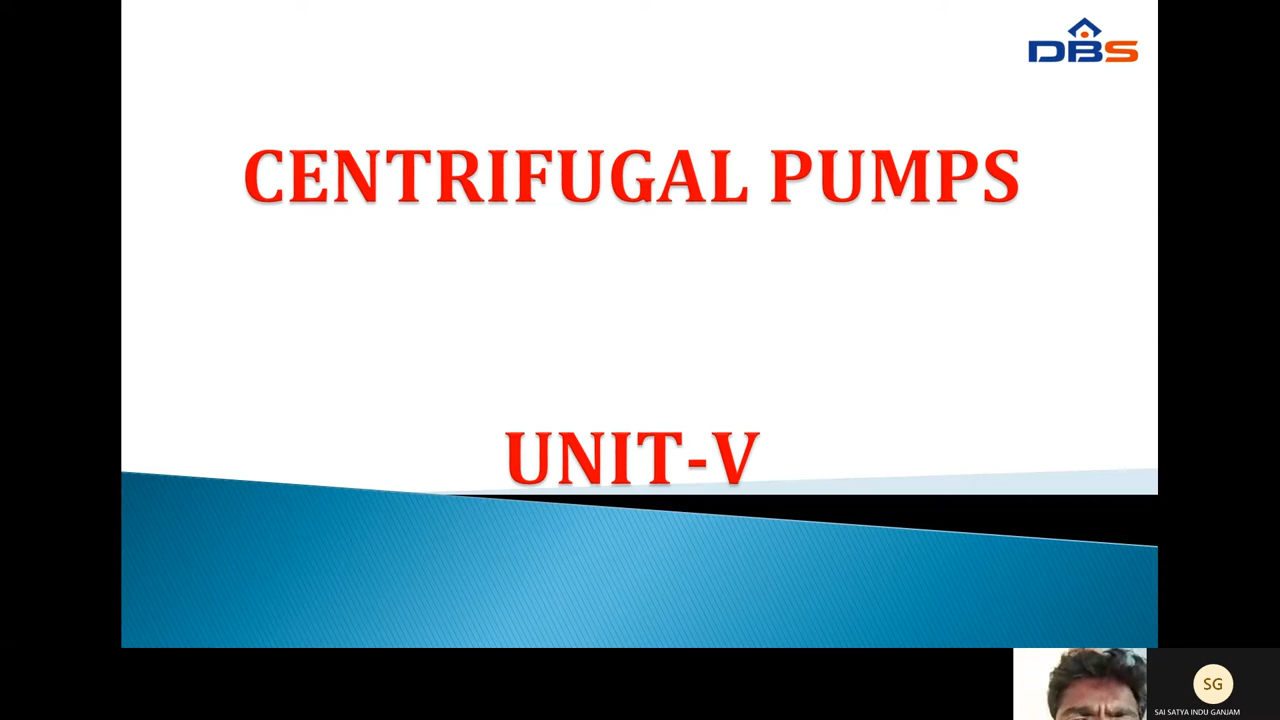 DBS
CENTRIFUGAL PUMPS
UNIT-V
SG
SAI SATYA INDU GANJAM